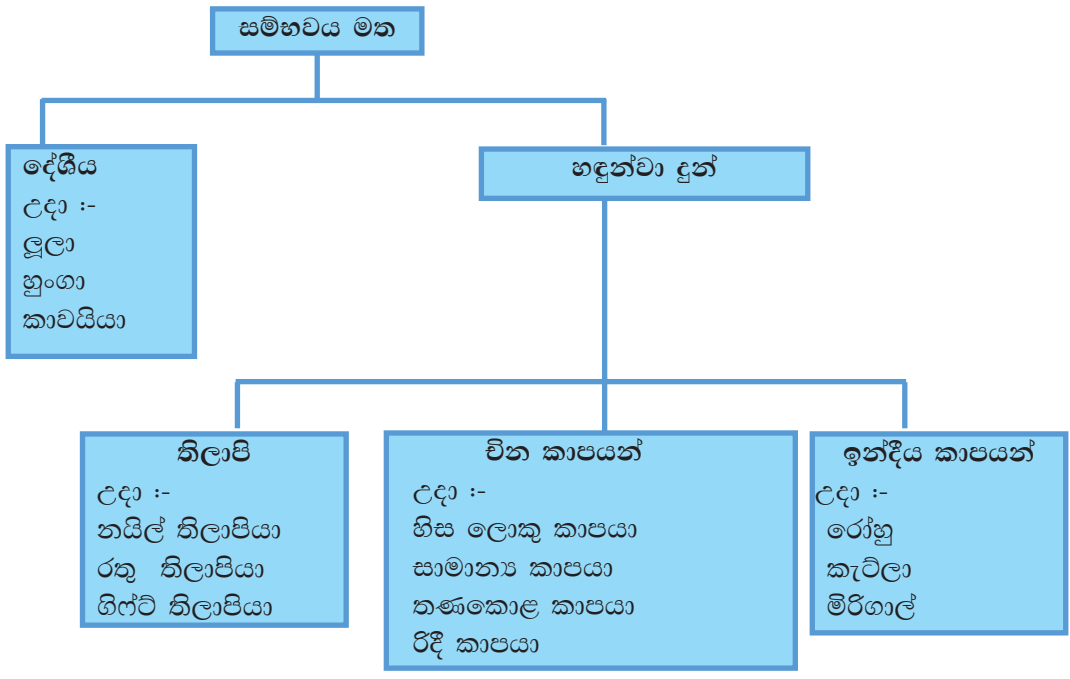 සම්භවය මත
දේශීය
උදා :-
ලූලා
හුංගා
කාවයියා
හඳුන්වා දුන්
තිලාපි
උදා :-
නයිල් තිලාපියා
රතු තිලාපියා
ගිෆ්ට් තිලාපියා
චීන කාපයන්
උදා :-
හිස ලොකු කාපයා
සාමාන්‍ය කාපයා
තණකොළ කාපයා
රිදී කාපයා
ඉන්දීය කාපයන්
උදා :-
රෝහු
කැට්ලා
මිරිගාල්